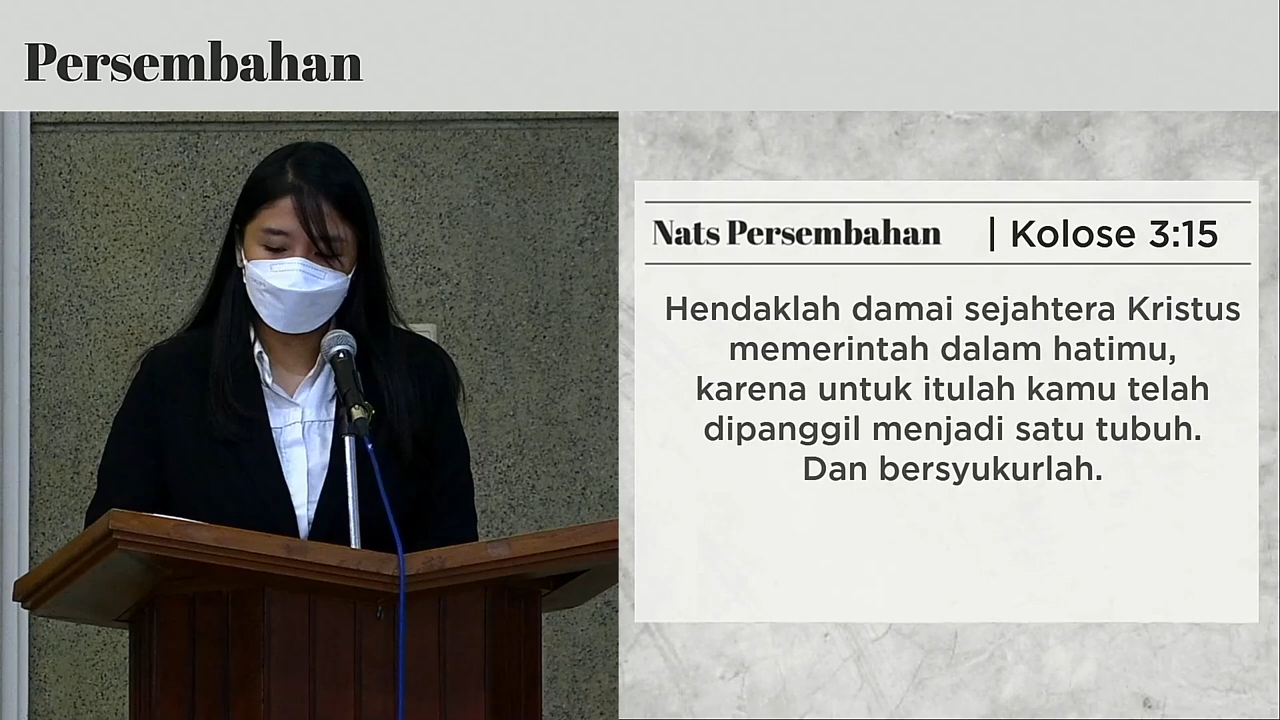 Persembahan
Nats Persembahan | Kolose 3:15
Hendaklah damai sejahtera Kristus
memerintah dalam hatimu,
karena untuk itulah kamu telah
dipanggil menjadi satu tubuh.
Dan bersyukurlah.